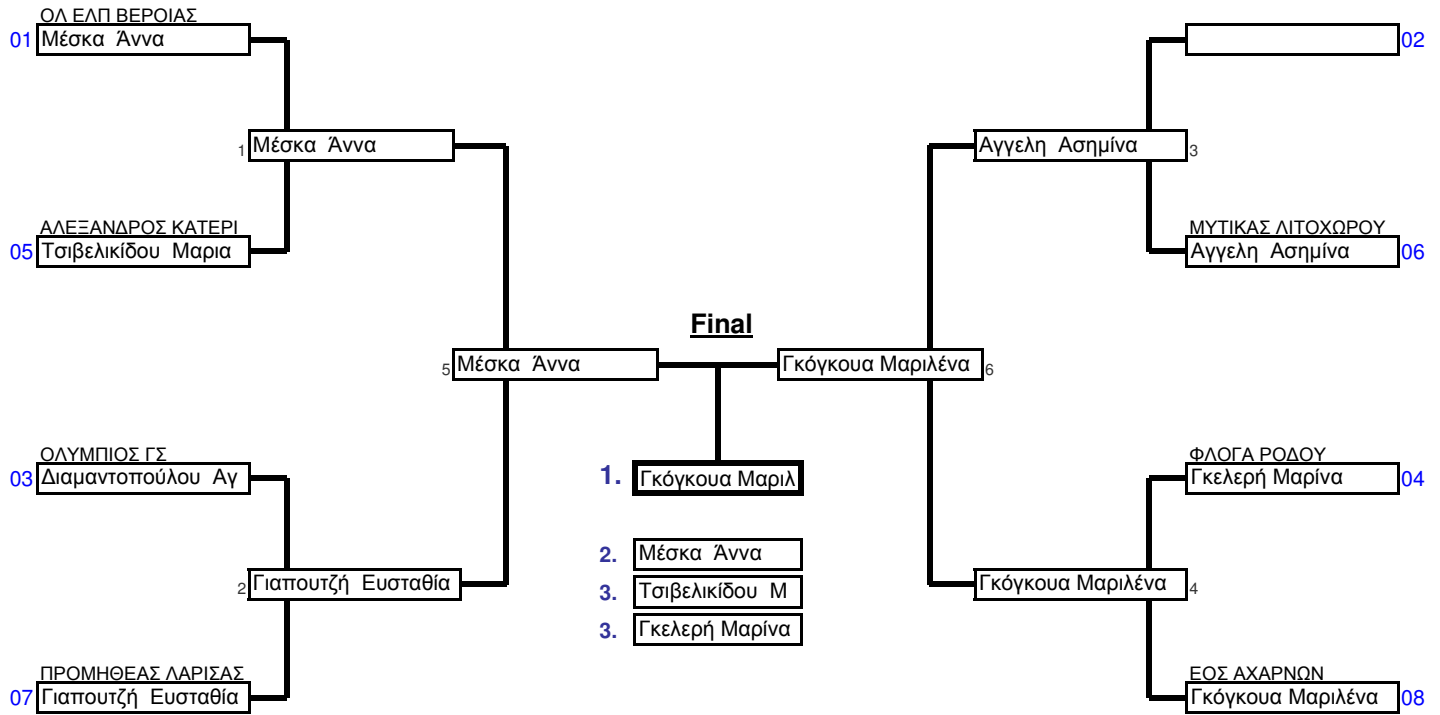 ΟΛ ΕΛΠ ΒΕΡΟΙΑΣ
01 Μέσκα Άννα
02
1 Μέσκα Άννα
Αγγελη Ασημίνα 3
ΑΛΕΞΑΝΔΡΟΣ ΚΑΤΕΡΙ
05 Τσιβελικίδου Μαρια
ΜΥΤΙΚΑΣ ΛΙΤΟΧΩΡΟΥ
Αγγελη Ασημίνα 06
Final
5 Μέσκα Άννα
Γκόγκουα Μαριλένα 6
ΟΛΥΜΠΙΟΣ ΓΣ
03 Διαμαντοπούλου Αγ
1. Γκόγκουα Μαριλ
ΦΛΟΓΑ ΡΟΔΟΥ
Γκελερή Μαρίνα 04
2. Μέσκα Άννα
3. Τσιβελικίδου Μ
3. Γκελερή Μαρίνα
2 Γιαπουτζή Ευσταθία
Γκόγκουα Μαριλένα 4
ΠΡΟΜΗΘΕΑΣ ΛΑΡΙΣΑΣ
07 Γιαπουτζή Ευσταθία
ΕΟΣ ΑΧΑΡΝΩΝ
Γκόγκουα Μαριλένα 08